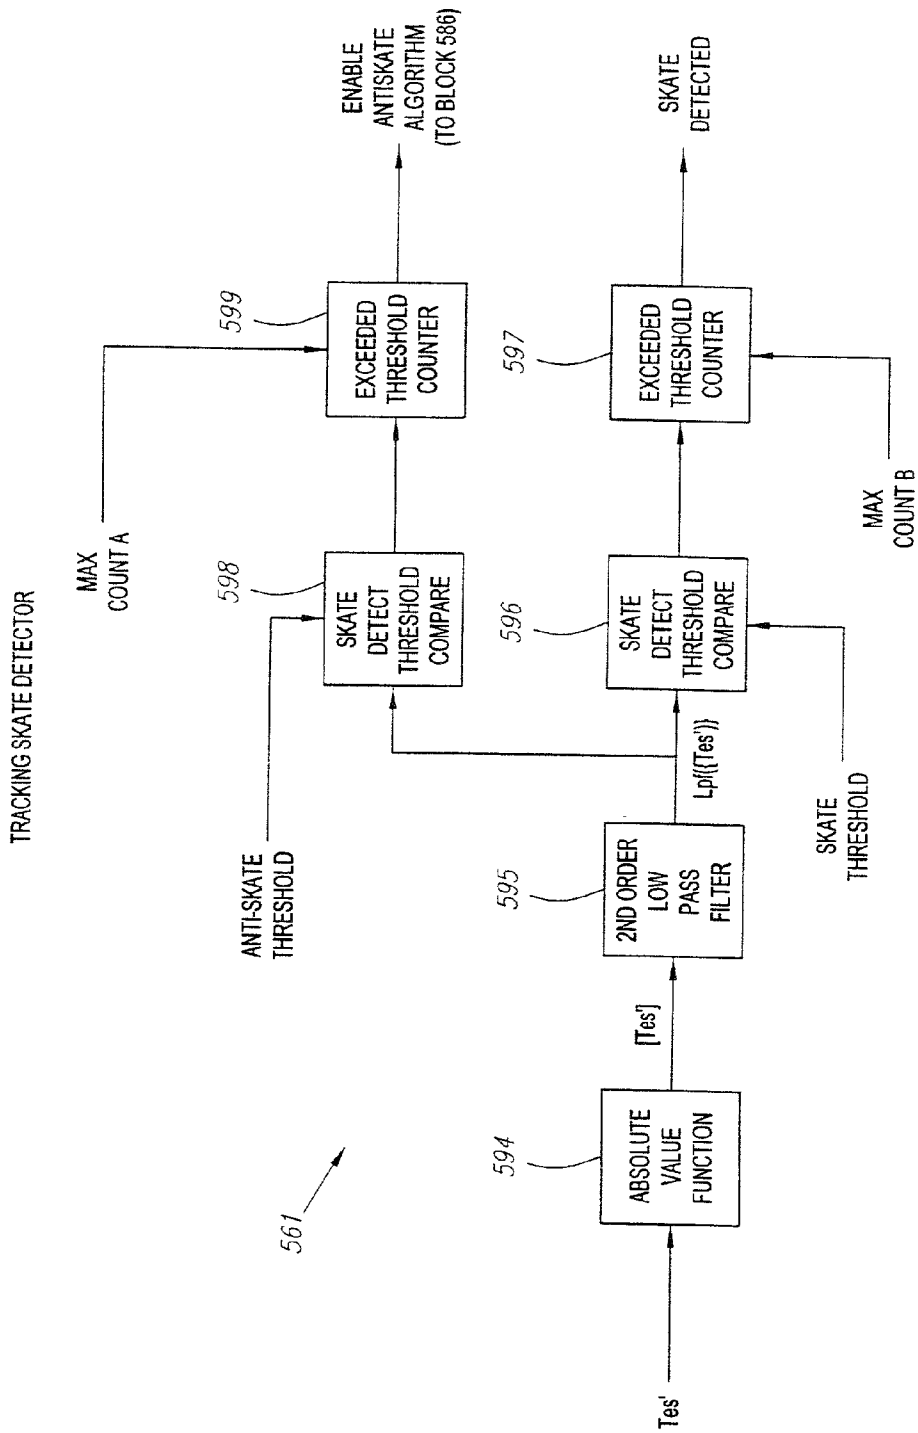 TRACKING SKATE DETECTOR
MAX
COUNT A
ANTI-SKATE
THRESHOLD
598
SKATE
DETECT
THRESHOLD
COMPARE
599
EXCEEDED
THRESHOLD
COUNTER
ENABLE
ANTISKATE
ALGORITHM
(TO BLOCK 586)
561
Tes'
594
ABSOLUTE
VALUE
FUNCTION
[Tes']
595
2ND ORDER
LOW
PASS
FILTER
Lpf({Tes')}
596
SKATE
DETECT
THRESHOLD
COMPARE
597
EXCEEDED
THRESHOLD
COUNTER
SKATE
DETECTED
SKATE
THRESHOLD
MAX
COUNT B